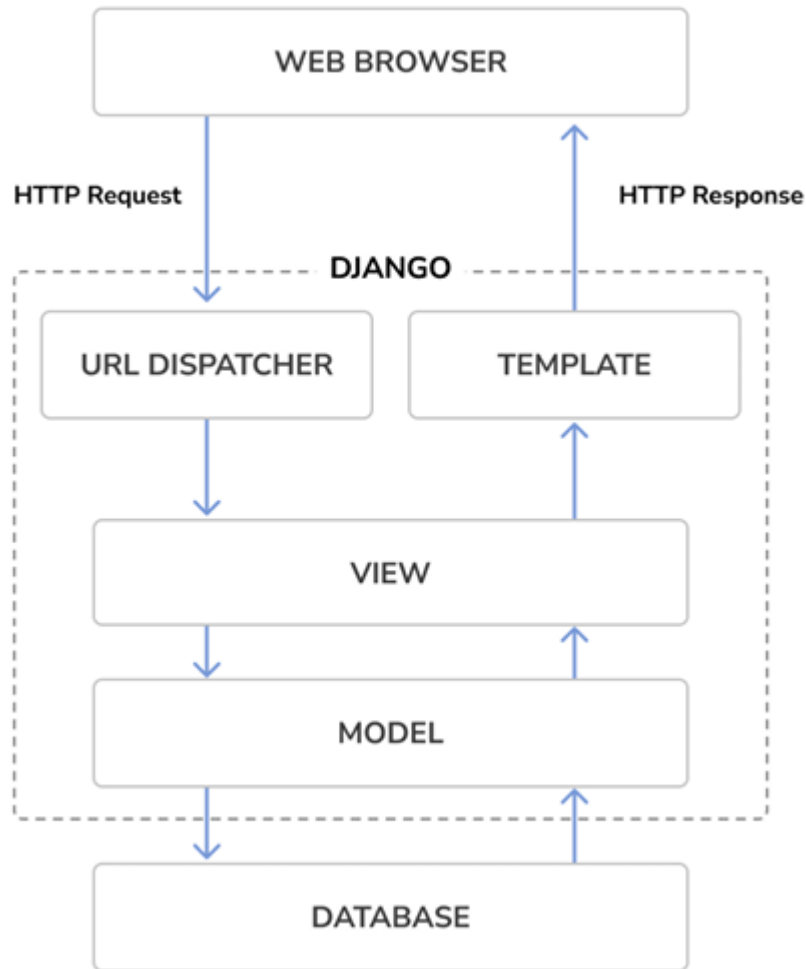 WEB BROWSER
HTTP Request
HTTP Response
DJANGO
URL DISPATCHER
TEMPLATE
VIEW
MODEL
DATABASE